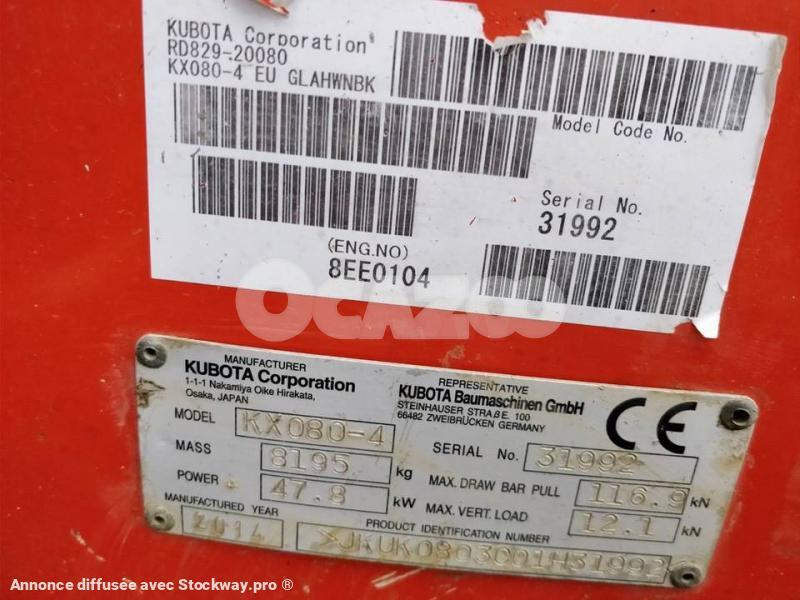 KUBOTA Corporation
RD829-20080
KX080-4 EU GLAHWNBK
Model Code No.
Serial No.
31992
(ENG.NO)
8EE0104
OCAZOO
MANUFACTURER
KUBOTA Corporation
1-1-1 Nakamiya Oike Hirakata,
Osaka, JAPAN
REPRESENTATIVE
KUBOTA Baumaschinen GmbH
STEINHAUSER STRAßE. 100
66482 ZWEIBRÜCKEN GERMANY
CE
MODEL KX080-4
MASS 8195 kg
POWER 47.8 kW
SERIAL No. 31992
MAX. DRAW BAR PULL 116.9 kN
MAX. VERT. LOAD 12.1 kN
MANUFACTURED YEAR
2014
PRODUCT IDENTIFICATION NUMBER
>JKUK0803C01H31992
Annonce diffusée avec Stockway.pro ®